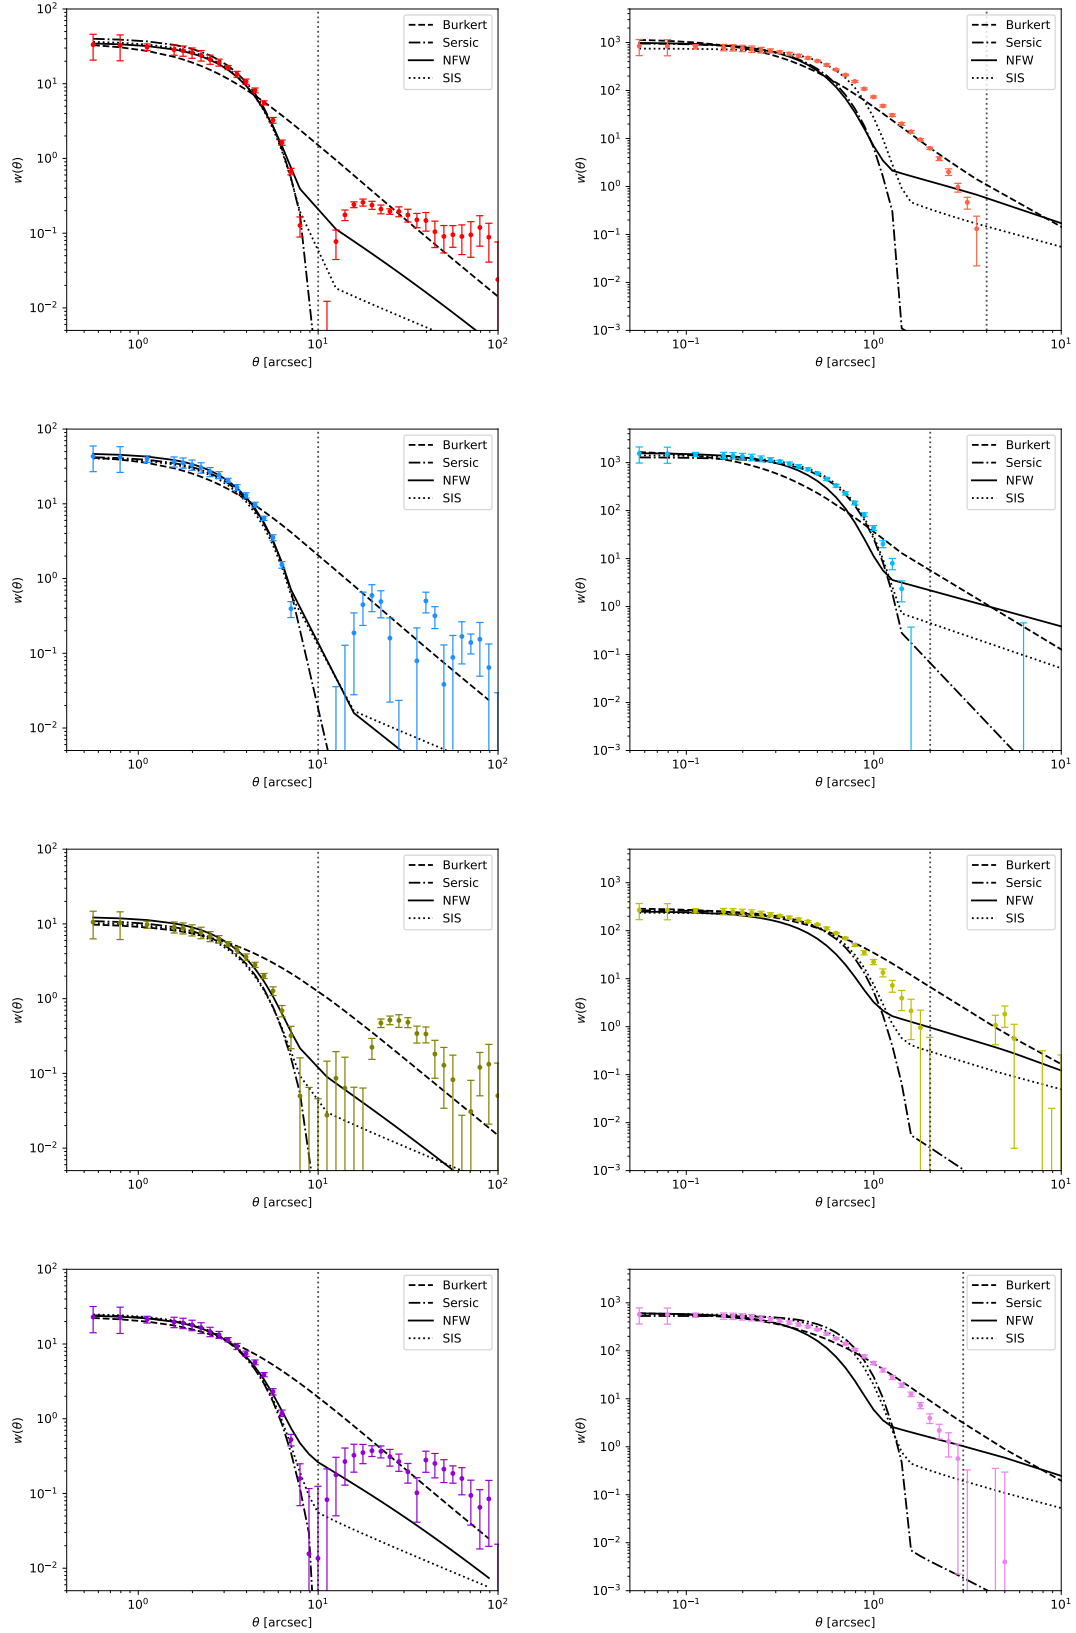 10²
10¹
10⁰
10⁻¹
10⁻²
w(θ)
10⁰
10¹
10²
θ [arcsec]
Burkert
Sersic
NFW
SIS
10³
10²
10¹
10⁰
10⁻¹
10⁻²
10⁻³
w(θ)
10⁻¹
10⁰
10¹
θ [arcsec]
Burkert
Sersic
NFW
SIS
10²
10¹
10⁰
10⁻¹
10⁻²
w(θ)
10⁰
10¹
10²
θ [arcsec]
Burkert
Sersic
NFW
SIS
10³
10²
10¹
10⁰
10⁻¹
10⁻²
10⁻³
w(θ)
10⁻¹
10⁰
10¹
θ [arcsec]
Burkert
Sersic
NFW
SIS
10²
10¹
10⁰
10⁻¹
10⁻²
w(θ)
10⁰
10¹
10²
θ [arcsec]
Burkert
Sersic
NFW
SIS
10³
10²
10¹
10⁰
10⁻¹
10⁻²
10⁻³
w(θ)
10⁻¹
10⁰
10¹
θ [arcsec]
Burkert
Sersic
NFW
SIS
10²
10¹
10⁰
10⁻¹
10⁻²
w(θ)
10⁰
10¹
10²
θ [arcsec]
Burkert
Sersic
NFW
SIS
10³
10²
10¹
10⁰
10⁻¹
10⁻²
10⁻³
w(θ)
10⁻¹
10⁰
10¹
θ [arcsec]
Burkert
Sersic
NFW
SIS